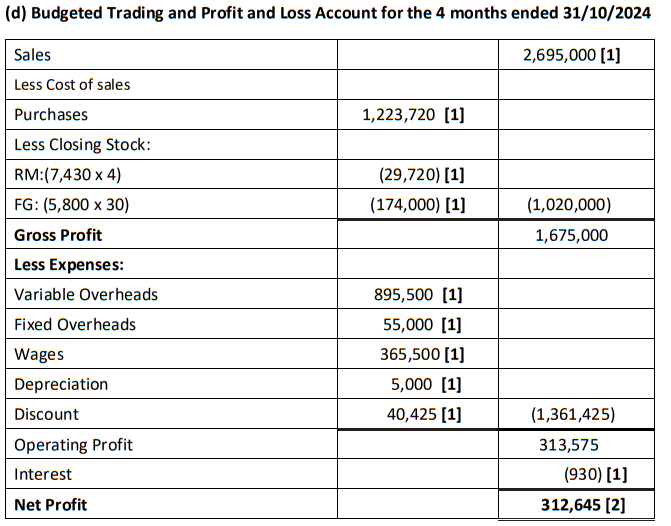 (d) Budgeted Trading and Profit and Loss Account for the 4 months ended 31/10/2024
Sales 2,695,000 [1]
Less Cost of sales
Purchases 1,223,720 [1]
Less Closing Stock:
RM:(7,430 x 4) (29,720) [1]
FG: (5,800 x 30) (174,000) [1] (1,020,000)
Gross Profit 1,675,000
Less Expenses:
Variable Overheads 895,500 [1]
Fixed Overheads 55,000 [1]
Wages 365,500 [1]
Depreciation 5,000 [1]
Discount 40,425 [1] (1,361,425)
Operating Profit 313,575
Interest (930) [1]
Net Profit 312,645 [2]